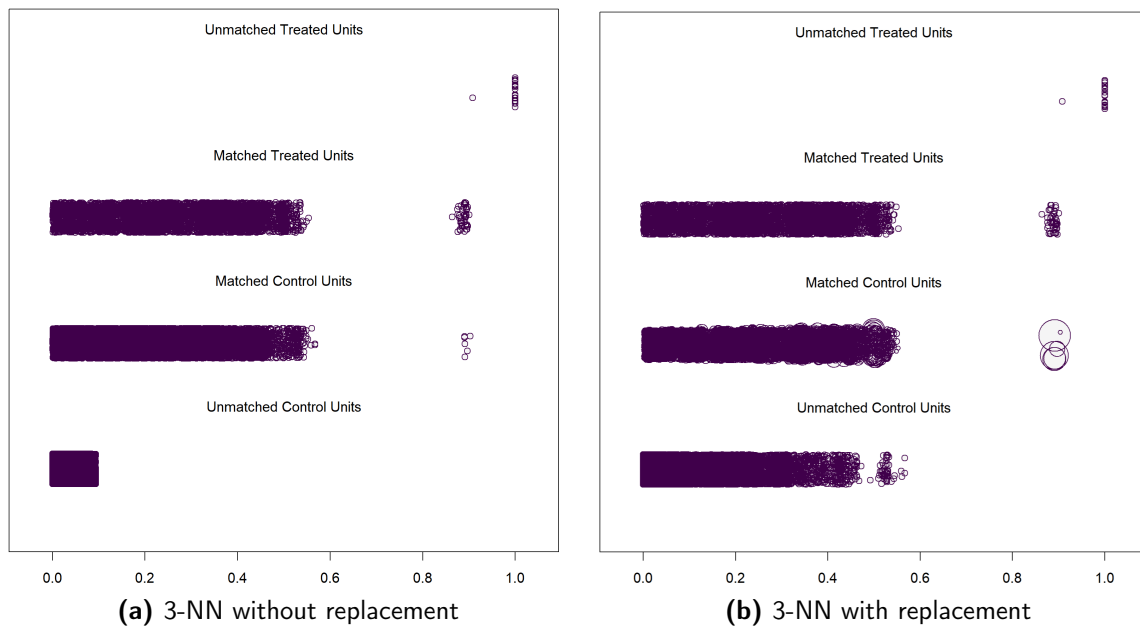 Unmatched Treated Units
Matched Treated Units
Matched Control Units
Unmatched Control Units
0.0 0.2 0.4 0.6 0.8 1.0
(a) 3-NN without replacement
Unmatched Treated Units
Matched Treated Units
Matched Control Units
Unmatched Control Units
0.0 0.2 0.4 0.6 0.8 1.0
(b) 3-NN with replacement